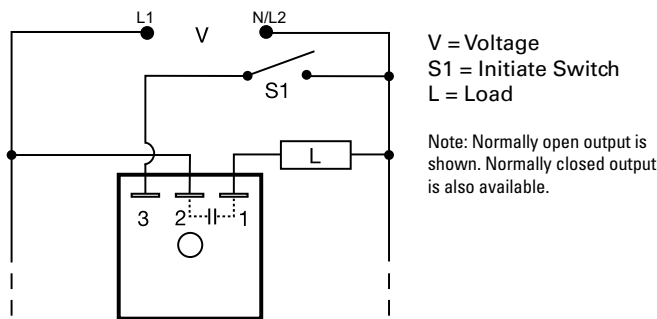 L1
V
N/L2
S1
L
3
2
1
V = Voltage
S1 = Initiate Switch
L = Load
Note: Normally open output is
shown. Normally closed output
is also available.